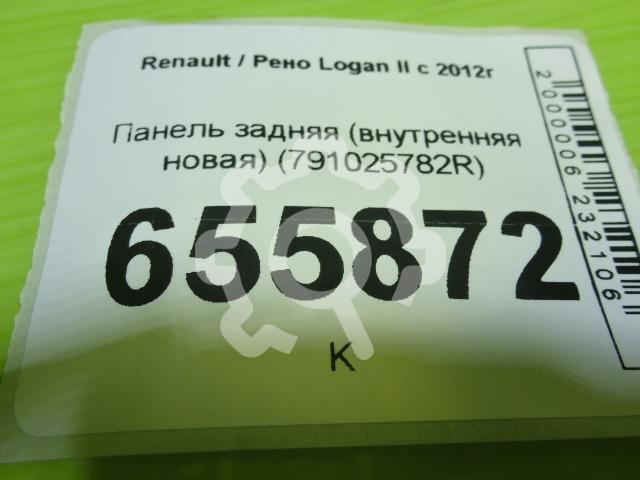 Renault / Рено Logan II с 2012г
Панель задняя (внутренняя
новая) (791025782R)
655872
К
2000006232106